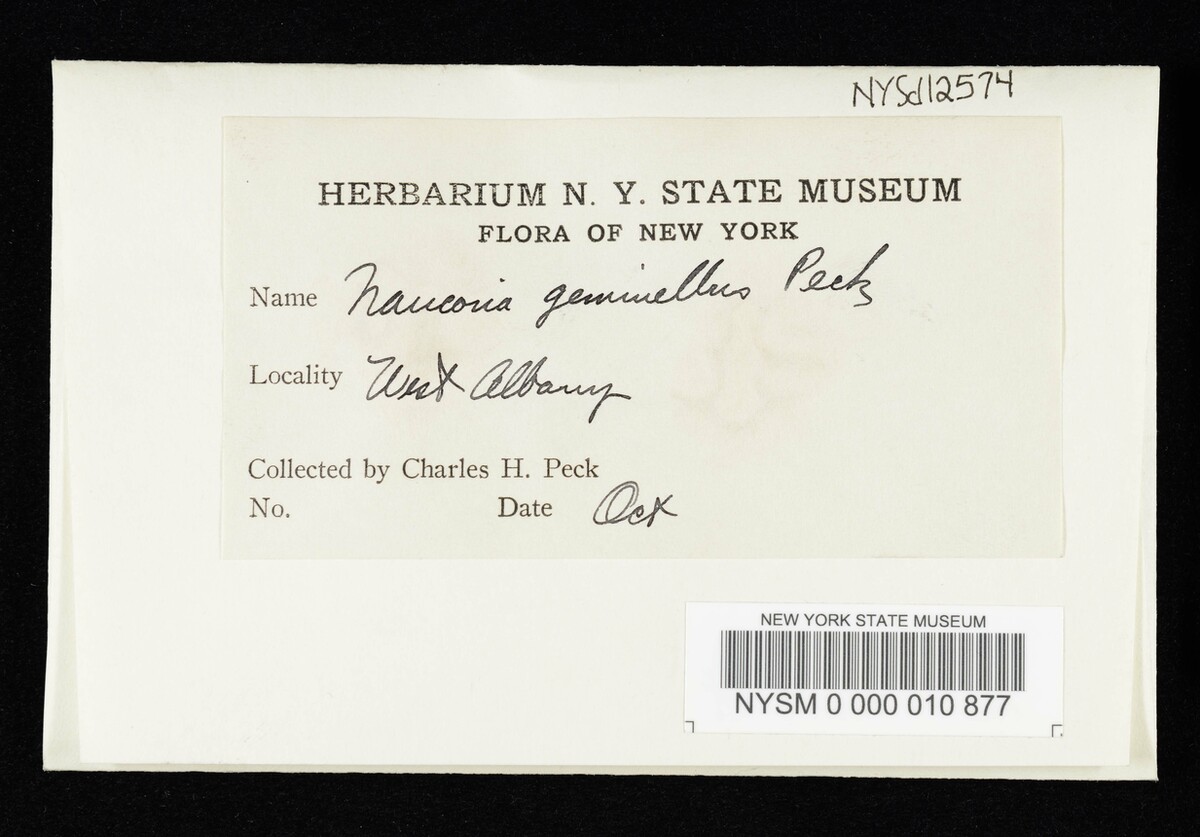 NYSd12574
HERBARIUM N. Y. STATE MUSEUM
FLORA OF NEW YORK
Name Naucoria geminellus Peck
Locality West Albany
Collected by Charles H. Peck
No. Date Oct
NEW YORK STATE MUSEUM
NYSM 0 000 010 877